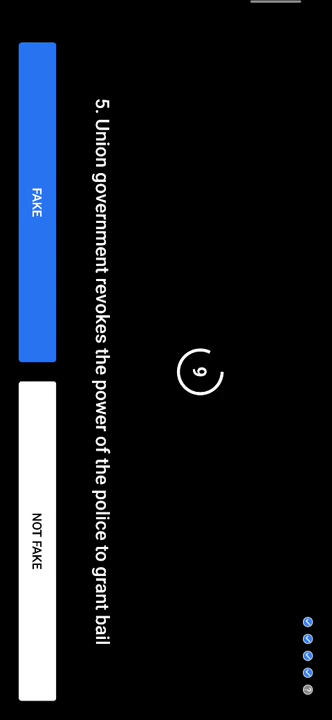 9
5. Union government revokes the power of the police to grant bail
FAKE
NOT FAKE